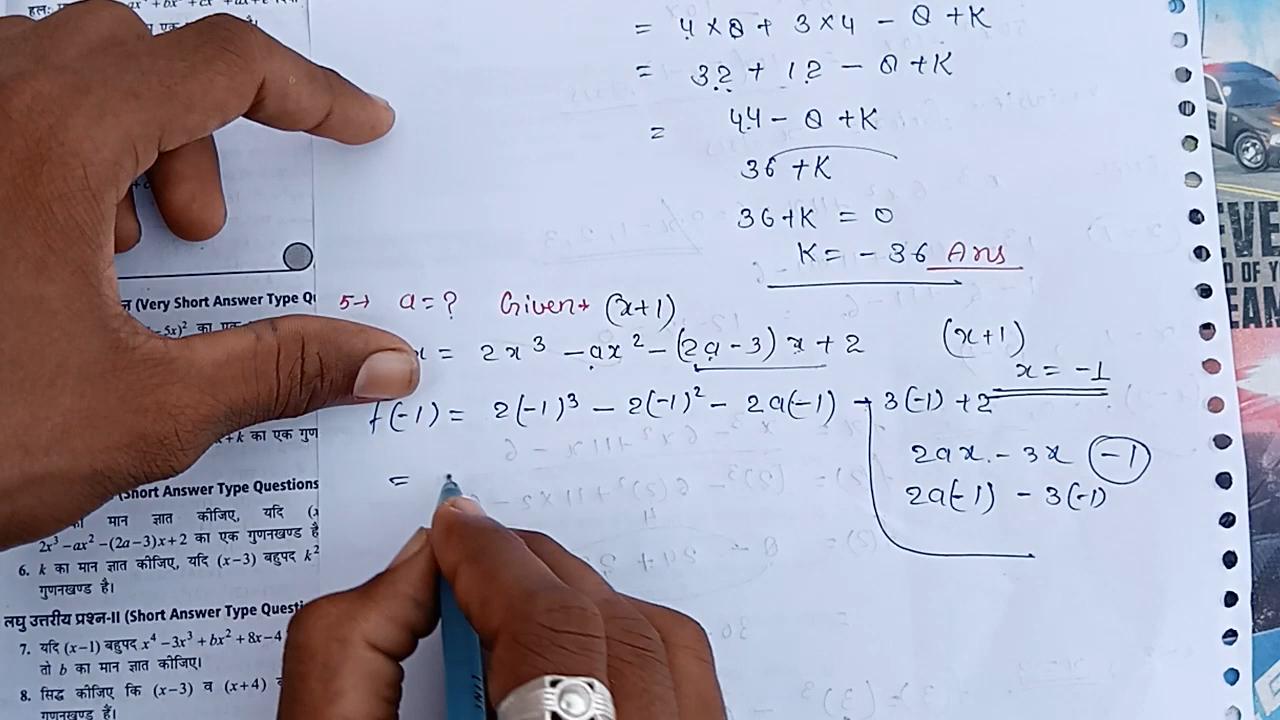 हल:
= 4 × 8 + 3 × 4 - 8 + K
= 32 + 12 - 8 + K
= 44 - 8 + K
36 + K
36 + K = 0
K = - 36 Ans
(Very Short Answer Type
5→ a = ? Given→ (x+1)
x = 2x³ - ax² - (2a - 3) x + 2
(x+1)
x = -1
f(-1) = 2(-1)³ - 2(-1)² - 2a(-1) + 3(-1) + 2
2ax - 3x (-1)
2a(-1) - 3(-1)
=
का एक गुण
Short Answer Type Questions
मान ज्ञात कीजिए, यदि
2x³-ax²-(2a-3)x+2 का एक गुणनखण्ड है
6. k का मान ज्ञात कीजिए, यदि (x-3) बहुपद k²
गुणनखण्ड है।
लघु उत्तरीय प्रश्न-II (Short Answer Type
7. यदि (x-1) बहुपद x⁴-3x³+bx²+8x-4
तो b का मान ज्ञात कीजिए।
8. सिद्ध कीजिए कि (x-3) व (x+4)
गुणनखण्ड हैं।